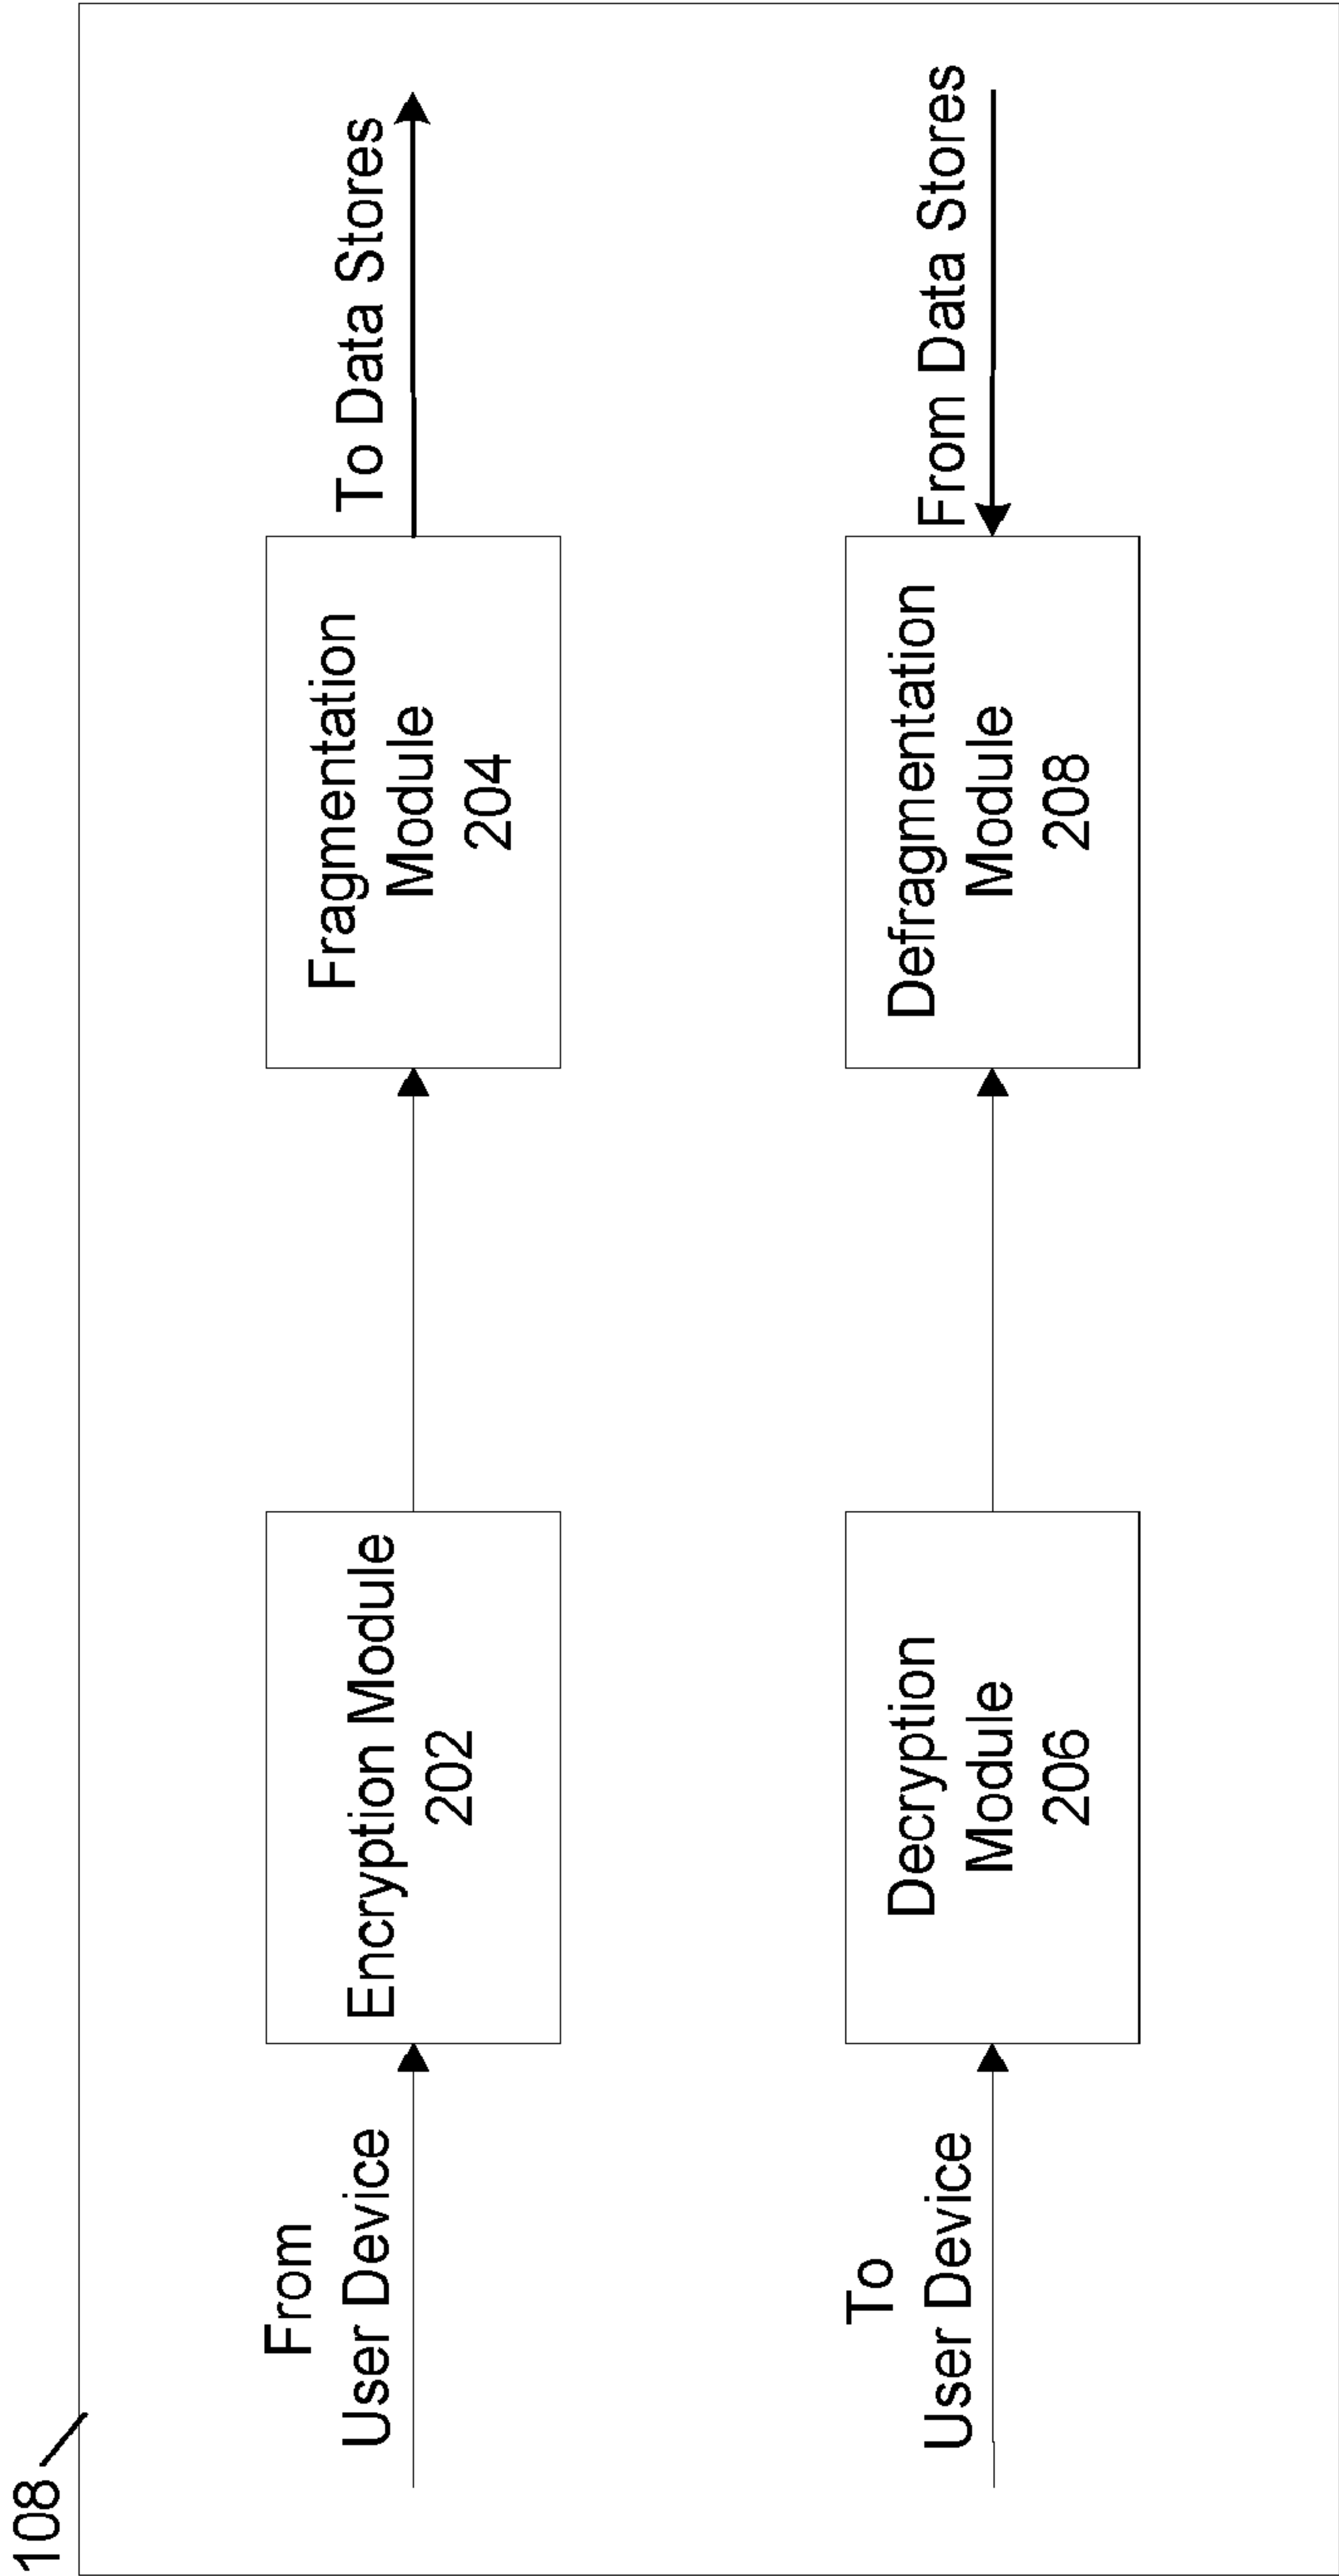 108
From
User Device
Encryption Module
202
Fragmentation
Module
204
To Data Stores
To
User Device
Decryption
Module
206
Defragmentation
Module
208
From Data Stores